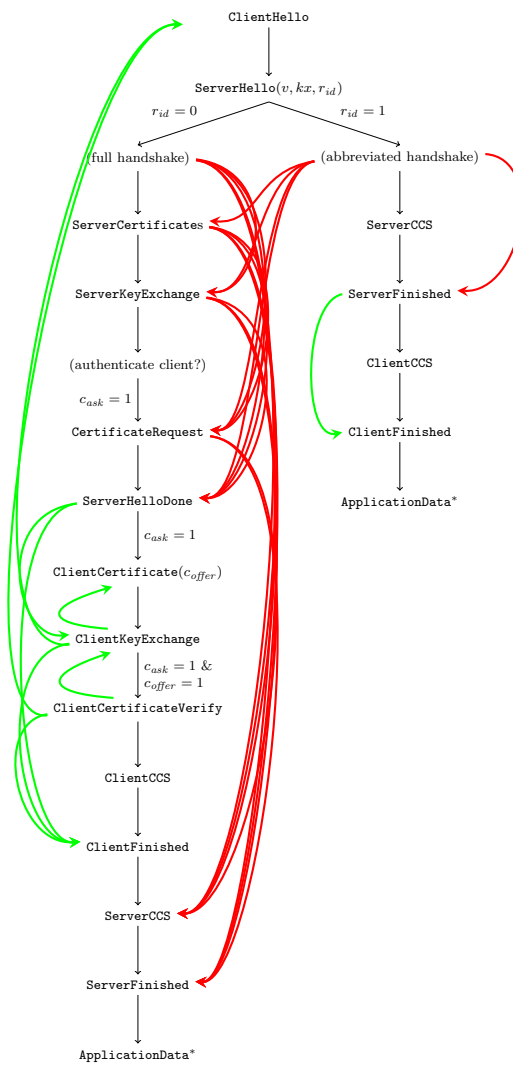 ClientHello
ServerHello(v, kx, r_id)
r_id = 0
r_id = 1
(full handshake)
(abbreviated handshake)
ServerCertificates
ServerCCS
ServerKeyExchange
ServerFinished
(authenticate client?)
ClientCCS
c_ask = 1
CertificateRequest
ClientFinished
ServerHelloDone
ApplicationData*
c_ask = 1
ClientCertificate(c_offer)
ClientKeyExchange
c_ask = 1 &
c_offer = 1
ClientCertificateVerify
ClientCCS
ClientFinished
ServerCCS
ServerFinished
ApplicationData*